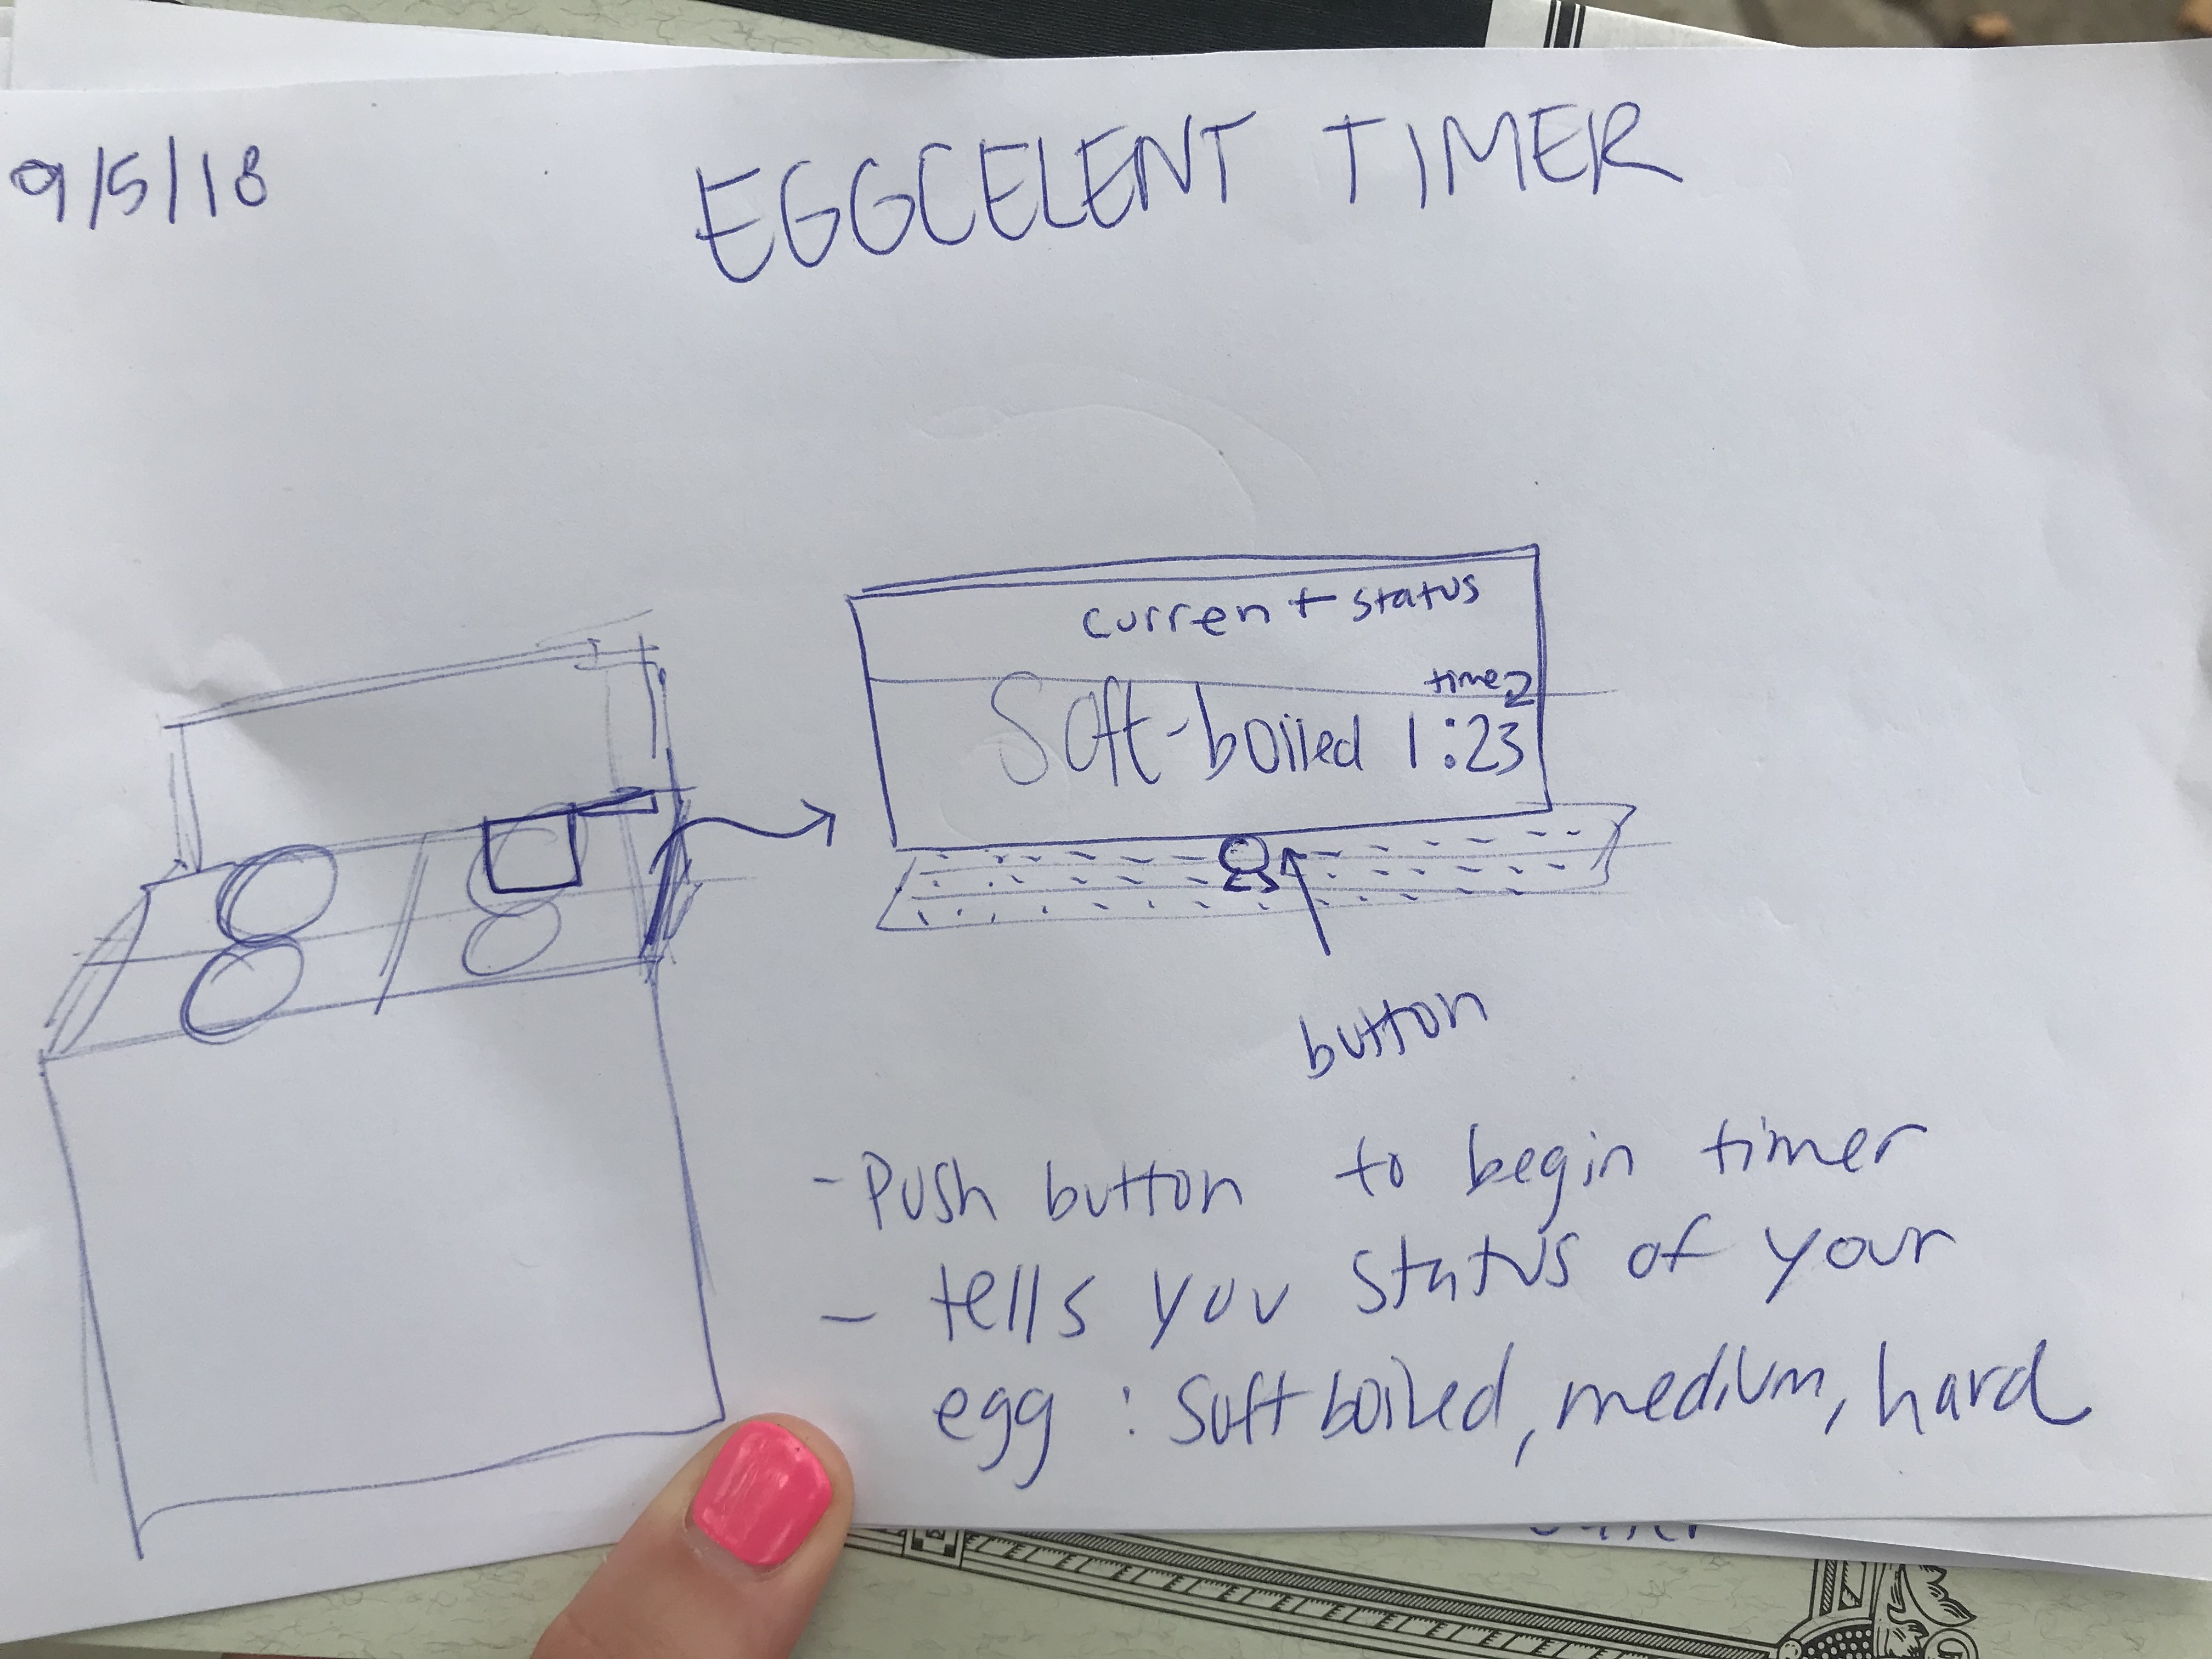 9/5/18
EGGCELENT TIMER
current status
time
Soft-boiled 1:23
button
- Push button to begin timer
- tells you status of your
egg : Soft boiled, medium, hard